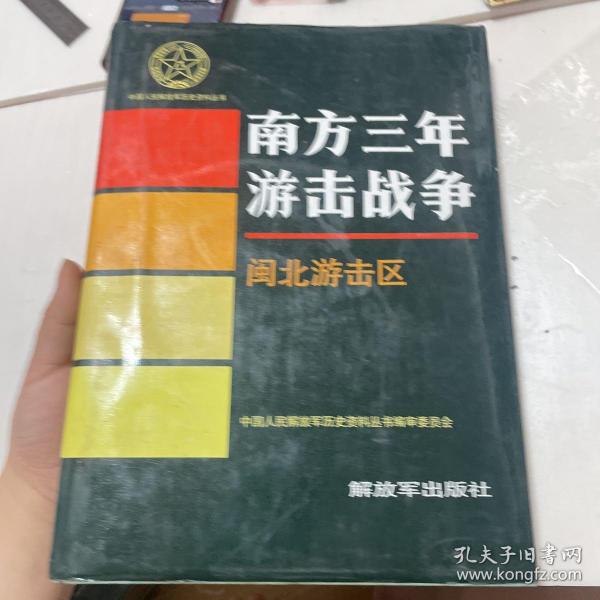 中国人民解放军历史资料丛书
南方三年
游击战争
闽北游击区
中国人民解放军历史资料丛书编审委员会
解放军出版社
孔夫子旧书网
www.kongfz.com